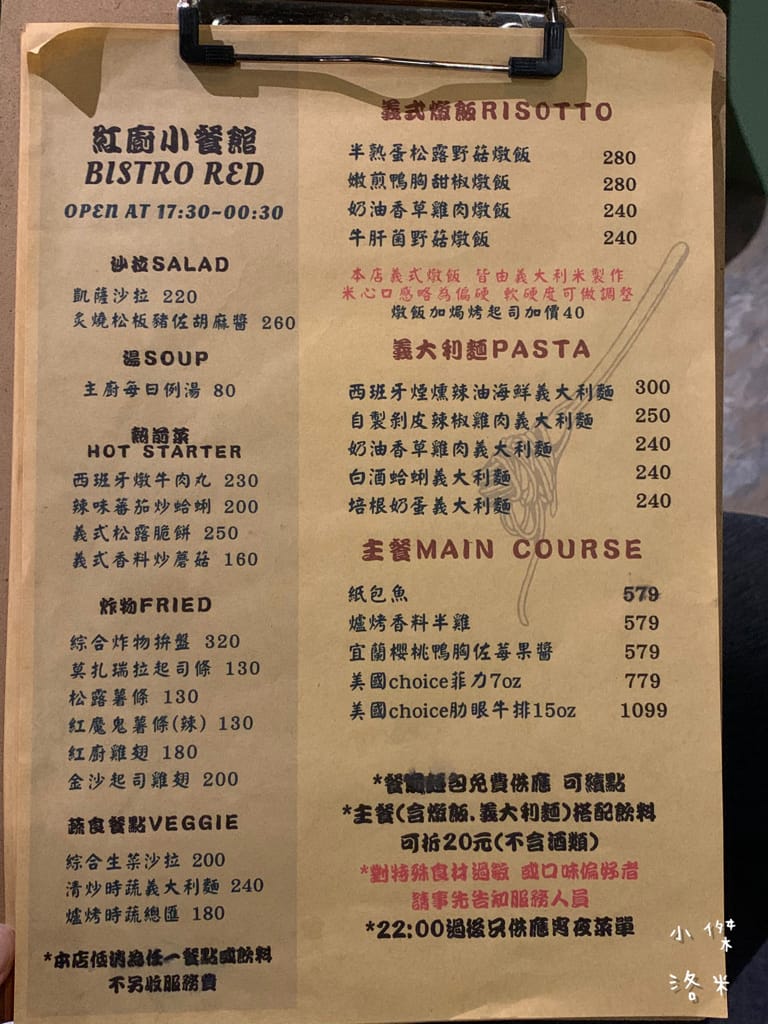 紅廚小餐館
BISTRO RED
OPEN AT 17:30~00:30
沙拉SALAD
凱薩沙拉 220
炙燒松板豬佐胡麻醬 260
湯SOUP
主廚每日例湯 80
熱前菜
HOT STARTER
西班牙燉牛肉丸 230
辣味蕃茄炒蛤蜊 200
義式松露脆餅 250
義式香料炒蘑菇 160
炸物FRIED
綜合炸物拚盤 320
莫扎瑞拉起司條 130
松露薯條 130
紅魔鬼薯條(辣) 130
紅廚雞翅 180
金沙起司雞翅 200
蔬食餐點VEGGIE
綜合生菜沙拉 200
清炒時蔬義大利麵 240
爐烤時蔬總匯 180
*本店低消為任一餐點或飲料
不另收服務費
義式燉飯RISOTTO
半熟蛋松露野菇燉飯 280
嫩煎鴨胸甜椒燉飯 280
奶油香草雞肉燉飯 240
牛肝菌野菇燉飯 240
本店義式燉飯 皆由義大利米製作
米心口感略為偏硬 軟硬度可做調整
燉飯加焗烤起司加價40
義大利麵PASTA
西班牙煙燻辣油海鮮義大利麵 300
自製剝皮辣椒雞肉義大利麵 250
奶油香草雞肉義大利麵 240
白酒蛤蜊義大利麵 240
培根奶蛋義大利麵 240
主餐MAIN COURSE
紙包魚 579
爐烤香料半雞 579
宜蘭櫻桃鴨胸佐莓果醬 579
美國choice菲力7oz 779
美國choice肋眼牛排15oz 1099
*餐包免費供應 可續點
*主餐(含燉飯.義大利麵)搭配飲料
可折20元(不含酒類)
*對特殊食材過敏 或口味偏好者
請事先告知服務人員
*22:00過後只供應宵夜菜單
小傑
洛米